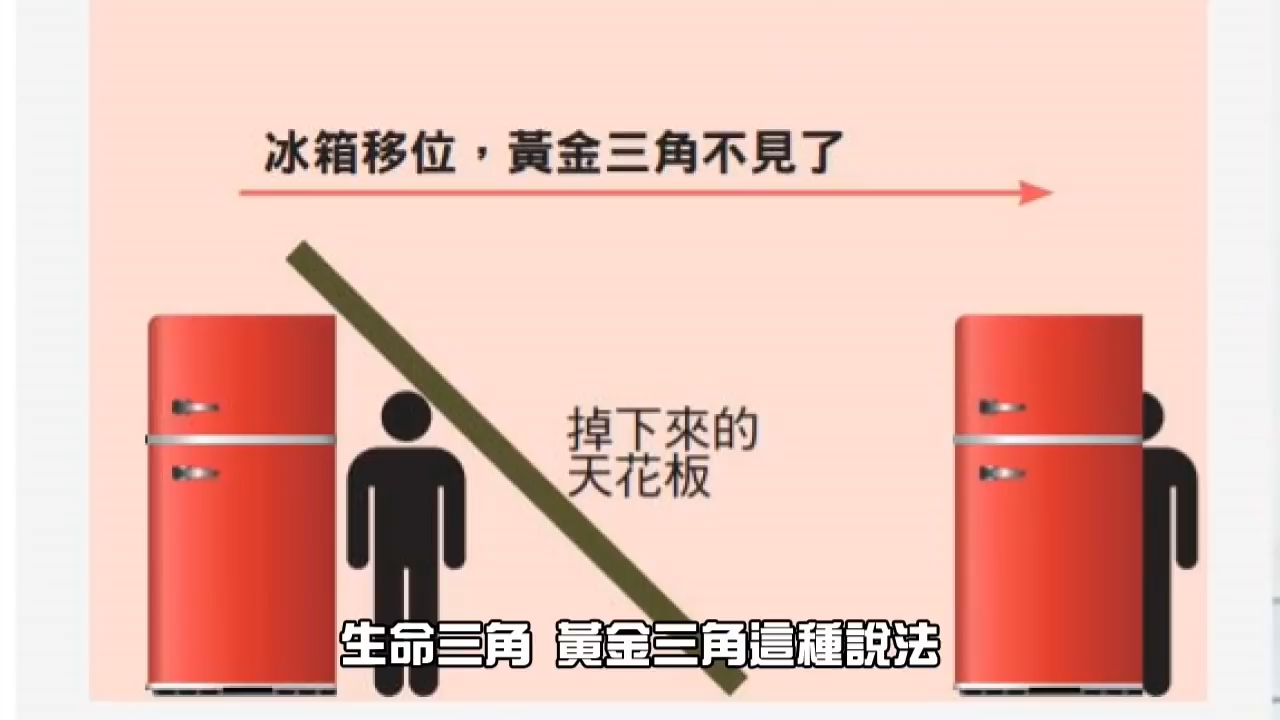 冰箱移位，黃金三角不見了
掉下來的
天花板
生命三角 黃金三角這種說法